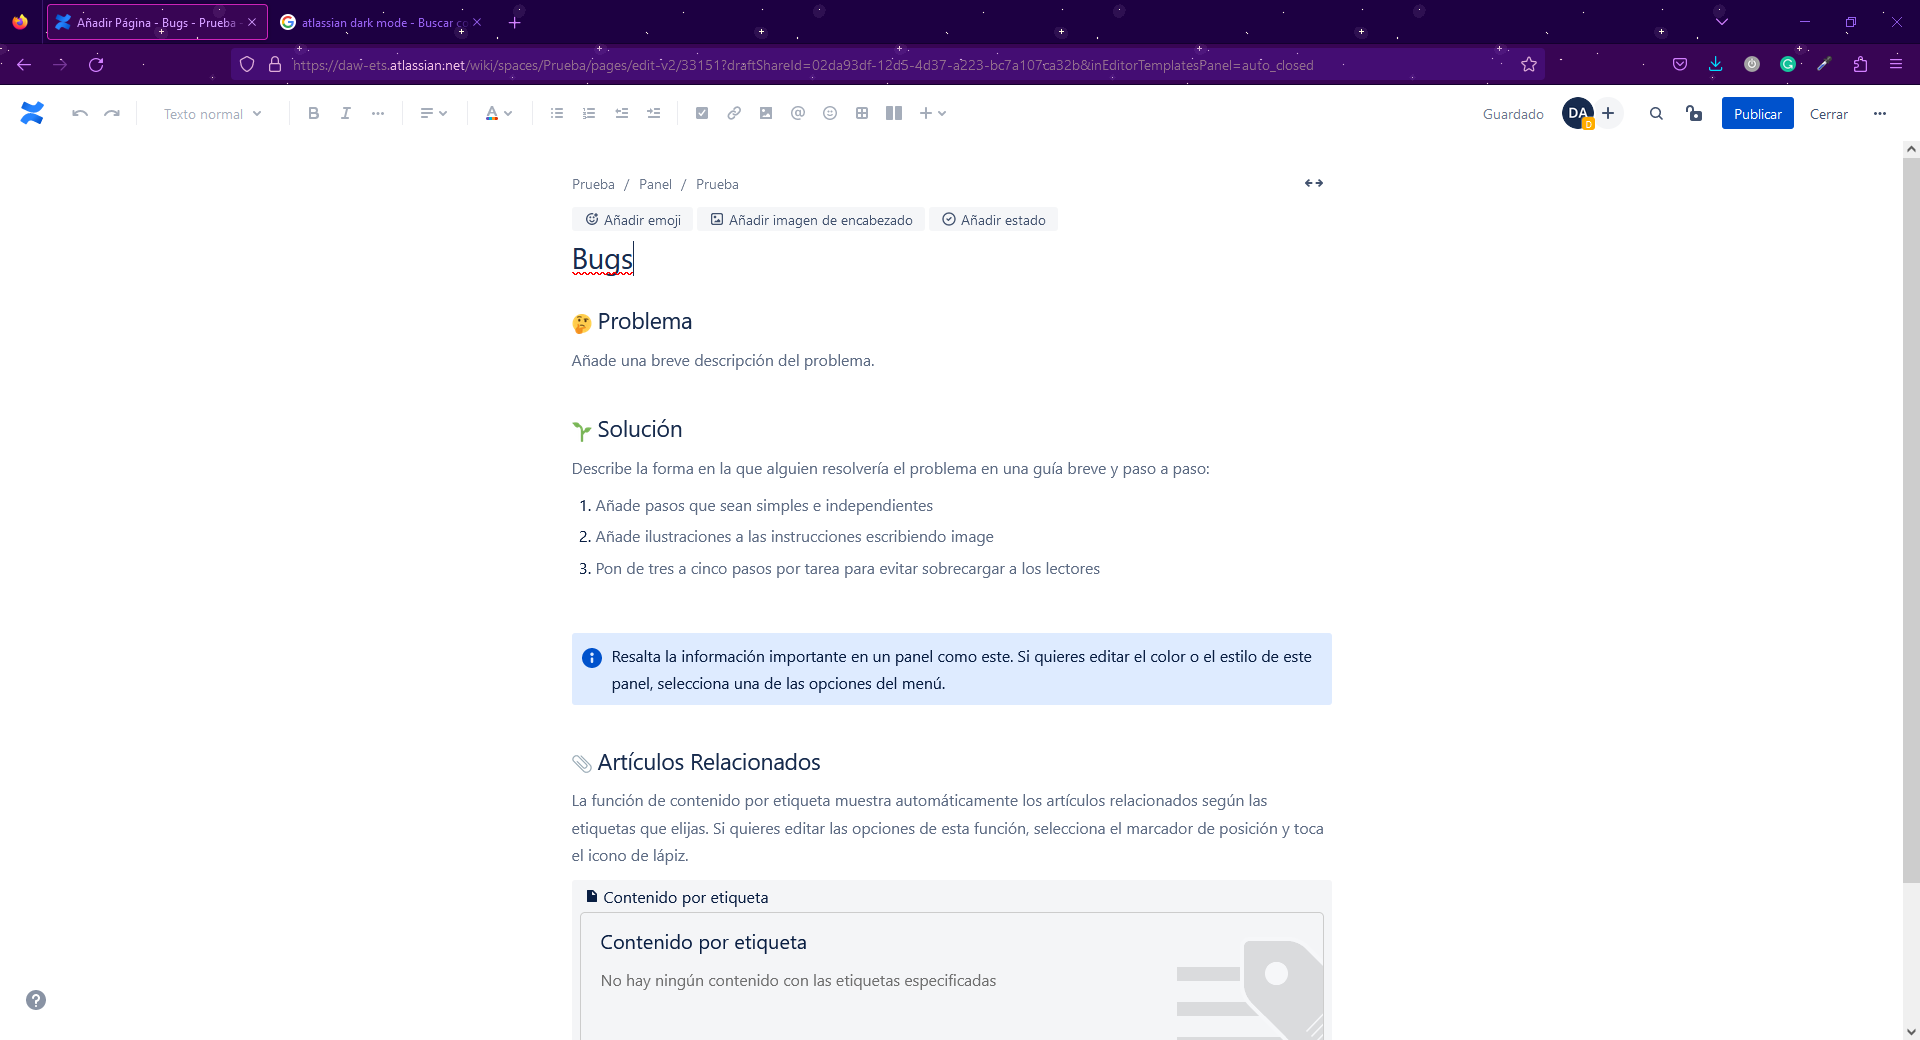 Añadir Página - Bugs - Prueba -
atlassian dark mode - Buscar co
https://daw-ets.atlassian.net/wiki/spaces/Prueba/pages/edit-v2/33151?draftShareId=02da93df-12d5-4d37-a223-bc7a107ca32b&inEditorTemplatesPanel=auto_closed
Texto normal
Guardado
DA
D
Publicar
Cerrar
Prueba / Panel / Prueba
Añadir emoji
Añadir imagen de encabezado
Añadir estado
Bugs
Problema
Añade una breve descripción del problema.
Solución
Describe la forma en la que alguien resolvería el problema en una guía breve y paso a paso:
1. Añade pasos que sean simples e independientes
2. Añade ilustraciones a las instrucciones escribiendo image
3. Pon de tres a cinco pasos por tarea para evitar sobrecargar a los lectores
Resalta la información importante en un panel como este. Si quieres editar el color o el estilo de este
panel, selecciona una de las opciones del menú.
Artículos Relacionados
La función de contenido por etiqueta muestra automáticamente los artículos relacionados según las
etiquetas que elijas. Si quieres editar las opciones de esta función, selecciona el marcador de posición y toca
el icono de lápiz.
Contenido por etiqueta
Contenido por etiqueta
No hay ningún contenido con las etiquetas especificadas